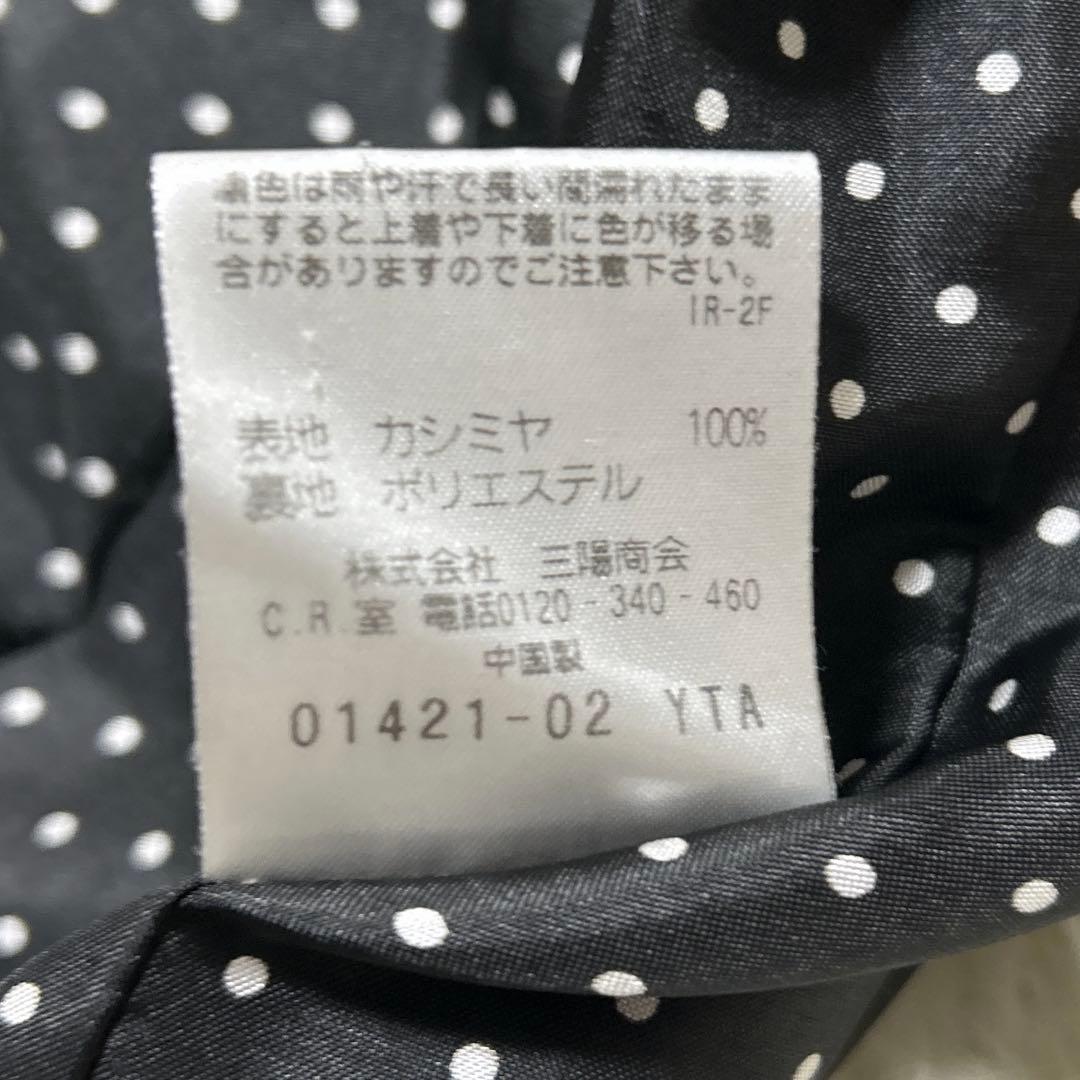 濃色は雨や汗で長い間濡れたまま
にすると上着や下着に色が移る場
合がありますのでご注意下さい。
IR-2F
表地 カシミヤ 100%
裏地 ポリエステル
株式会社 三陽商会
C.R.室 電話0120-340-460
中国製
01421-02 YTA